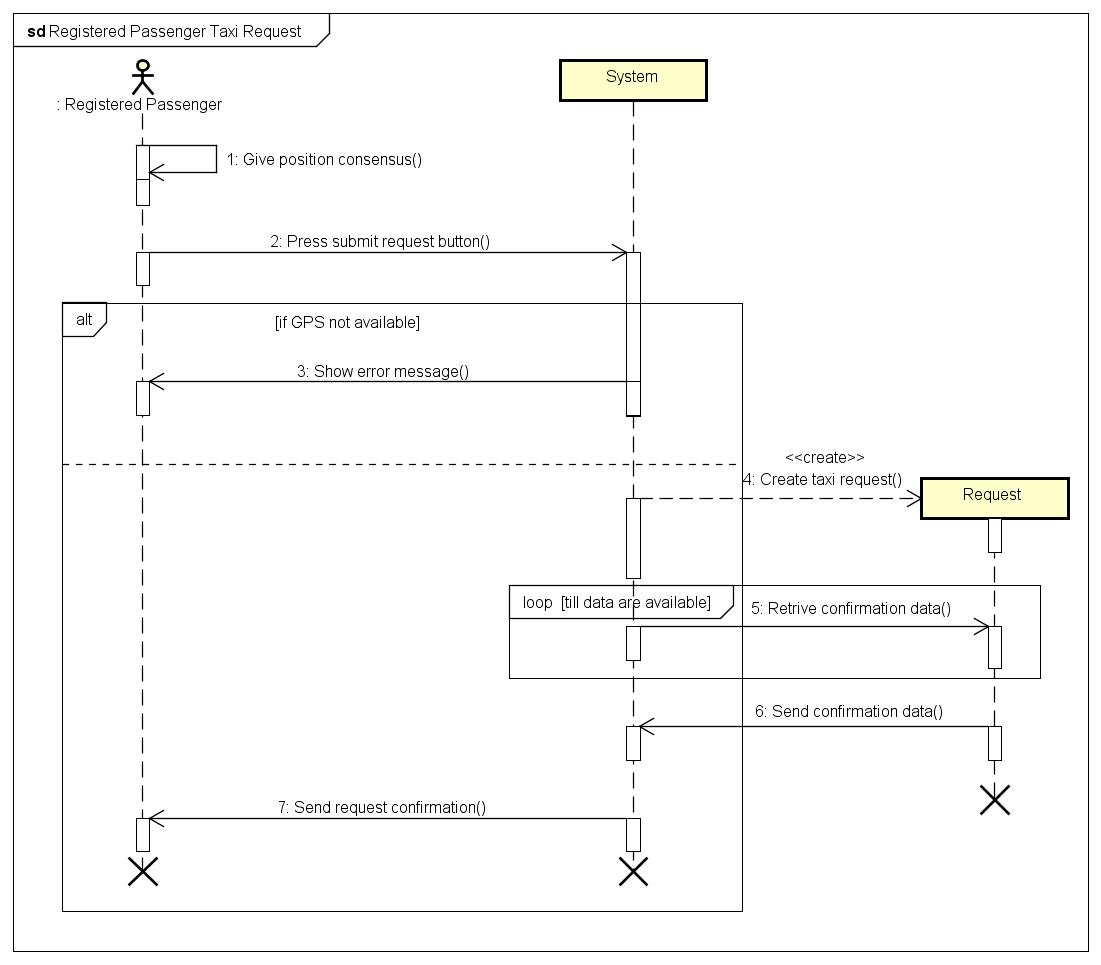 sd Registered Passenger Taxi Request
: Registered Passenger
System
1: Give position consensus()
2: Press submit request button()
alt
[if GPS not available]
3: Show error message()
<<create>>
4: Create taxi request()
Request
loop [till data are available]
5: Retrive confirmation data()
6: Send confirmation data()
7: Send request confirmation()